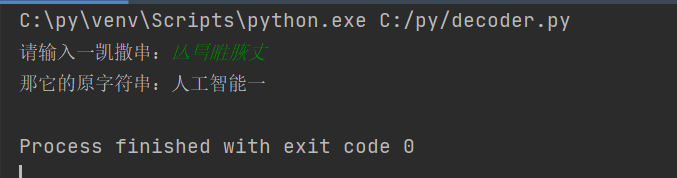 C:\py\venv\Scripts\python.exe C:/py/decoder.py
请输入一凯撒串：
那它的原字符串：人工智能一
Process finished with exit code 0